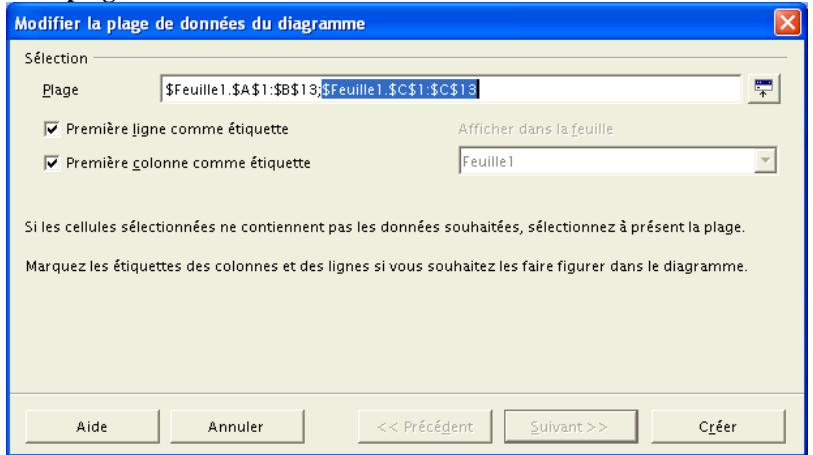 Modifier la plage de données du diagramme
Sélection
Plage $Feuille1.$A$1:$B$13;$Feuille1.$C$1:$C$13
Première ligne comme étiquette Afficher dans la feuille
Première colonne comme étiquette Feuille1
Si les cellules sélectionnées ne contiennent pas les données souhaitées, sélectionnez à présent la plage.
Marquez les étiquettes des colonnes et des lignes si vous souhaitez les faire figurer dans le diagramme.
Aide Annuler << Précédent Suivant >> Créer